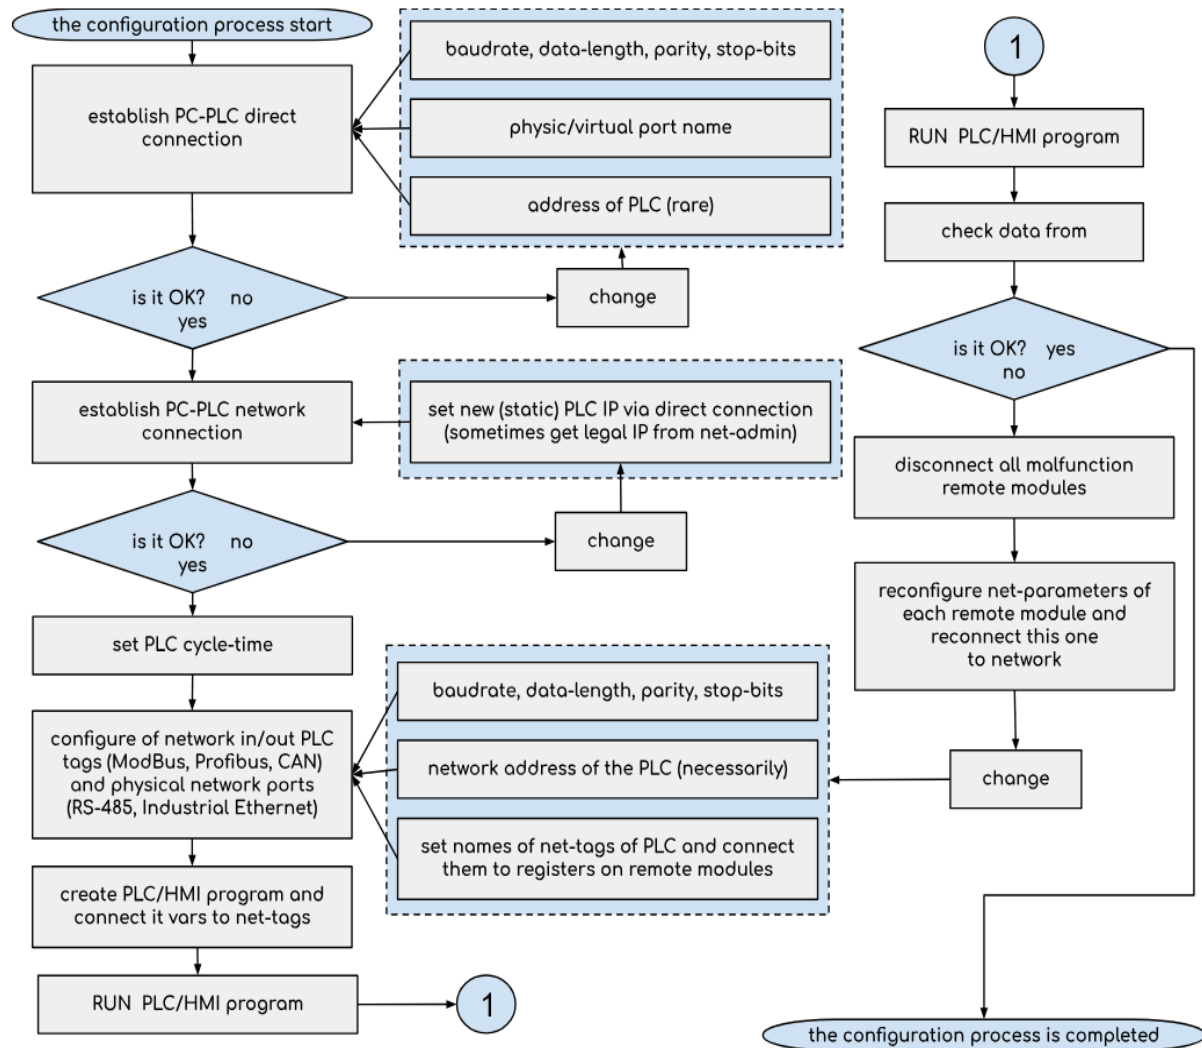 the configuration process start
establish PC-PLC direct
connection
baudrate, data-length, parity, stop-bits
physic/virtual port name
address of PLC (rare)
is it OK? no
yes
change
establish PC-PLC network
connection
set new (static) PLC IP via direct connection
(sometimes get legal IP from net-admin)
is it OK? no
yes
change
set PLC cycle-time
configure of network in/out PLC
tags (ModBus, Profibus, CAN)
and physical network ports
(RS-485, Industrial Ethernet)
baudrate, data-length, parity, stop-bits
network address of the PLC (necessarily)
set names of net-tags of PLC and connect
them to registers on remote modules
create PLC/HMI program and
connect it vars to net-tags
RUN PLC/HMI program
1
1
RUN PLC/HMI program
check data from
is it OK? yes
no
disconnect all malfunction
remote modules
reconfigure net-parameters of
each remote module and
reconnect this one
to network
change
the configuration process is completed